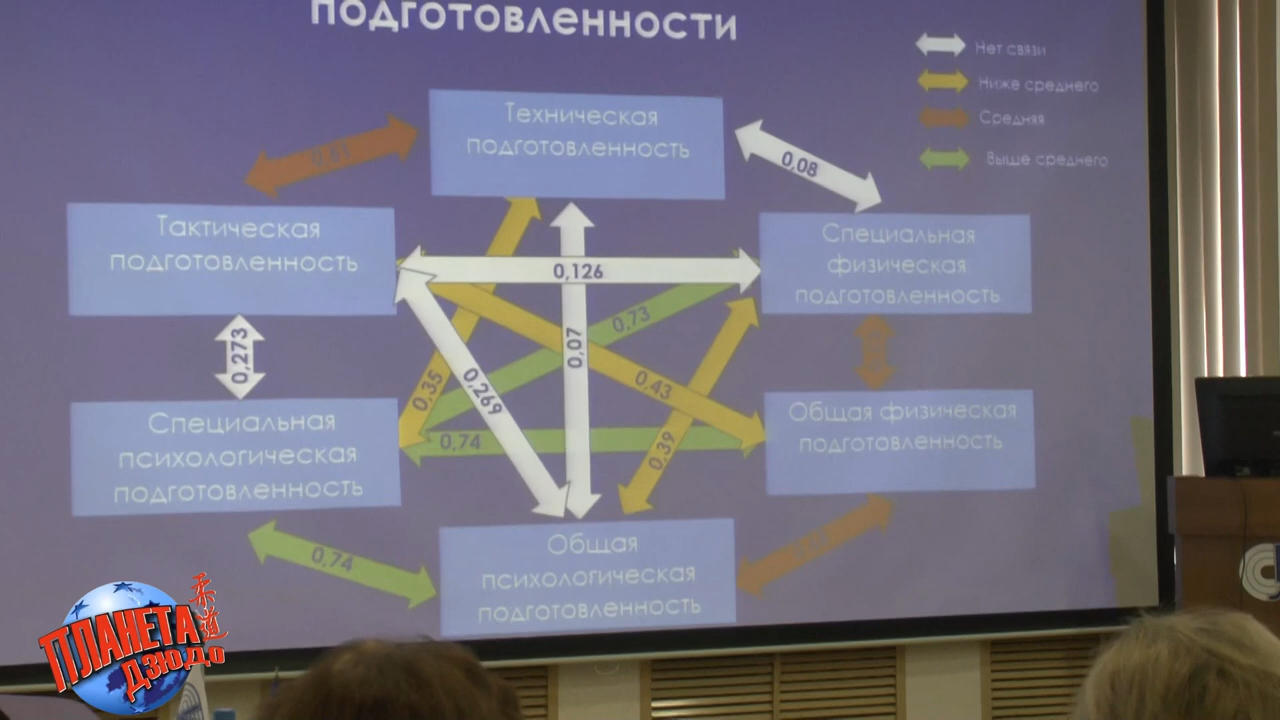 подготовленности
Нет связи
Ниже среднего
Средняя
Выше среднего
Техническая
подготовленность
0,08
Тактическая
подготовленность
Специальная
физическая
подготовленность
0,126
0,73
0,07
0,273
0,35
0,269
0,43
0,39
0,74
Специальная
психологическая
подготовленность
Общая физическая
подготовленность
0,74
Общая
психологическая
подготовленность
ПЛАНЕТА
ДЗЮДО
柔道